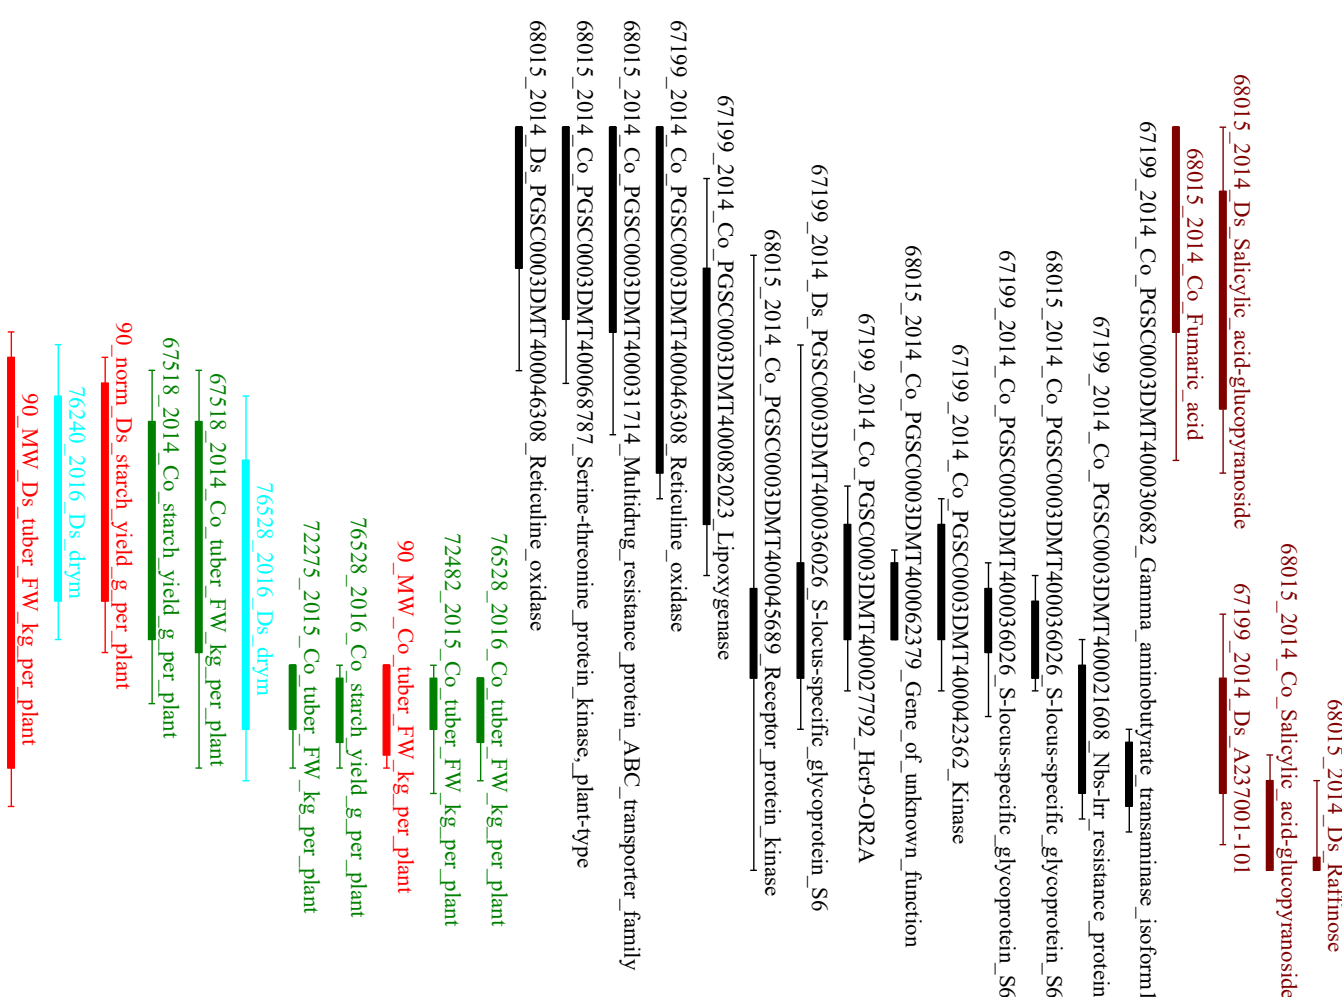 90_MW_Ds_tuber_FW_kg_per_plant
76240_2016_Ds_drym
90_norm_Ds_starch_yield_g_per_plant
67518_2014_Co_starch_yield_g_per_plant
67518_2014_Co_tuber_FW_kg_per_plant
76528_2016_Ds_drym
72275_2015_Co_tuber_FW_kg_per_plant
76528_2016_Co_starch_yield_g_per_plant
90_MW_Co_tuber_FW_kg_per_plant
72482_2015_Co_tuber_FW_kg_per_plant
76528_2016_Co_tuber_FW_kg_per_plant
68015_2014_Ds_PGSC0003DMT400046308_Reticuline_oxidase
68015_2014_Co_PGSC0003DMT400068787_Serine-threonine_protein_kinase,_plant-type
68015_2014_Co_PGSC0003DMT400031714_Multidrug_resistance_protein_ABC_transporter_family
67199_2014_Co_PGSC0003DMT400046308_Reticuline_oxidase
67199_2014_Co_PGSC0003DMT400082023_Lipoxygenase
68015_2014_Co_PGSC0003DMT400045689_Receptor_protein_kinase
67199_2014_Ds_PGSC0003DMT400036026_S-locus-specific_glycoprotein_S6
67199_2014_Co_PGSC0003DMT400027792_Hcr9-OR2A
68015_2014_Co_PGSC0003DMT400062379_Gene_of_unknown_function
67199_2014_Co_PGSC0003DMT400042362_Kinase
67199_2014_Co_PGSC0003DMT400036026_S-locus-specific_glycoprotein_S6
68015_2014_Co_PGSC0003DMT400036026_S-locus-specific_glycoprotein_S6
67199_2014_Co_PGSC0003DMT400021608_Nbs-lrr_resistance_protein
67199_2014_Co_PGSC0003DMT400030682_Gamma_aminobutyrate_transaminase_isoform1
68015_2014_Co_Fumaric_acid
68015_2014_Ds_Salicylic_acid-glucopyranoside
67199_2014_Ds_A237001-101
68015_2014_Co_Salicylic_acid-glucopyranoside
68015_2014_Ds_Raffinose